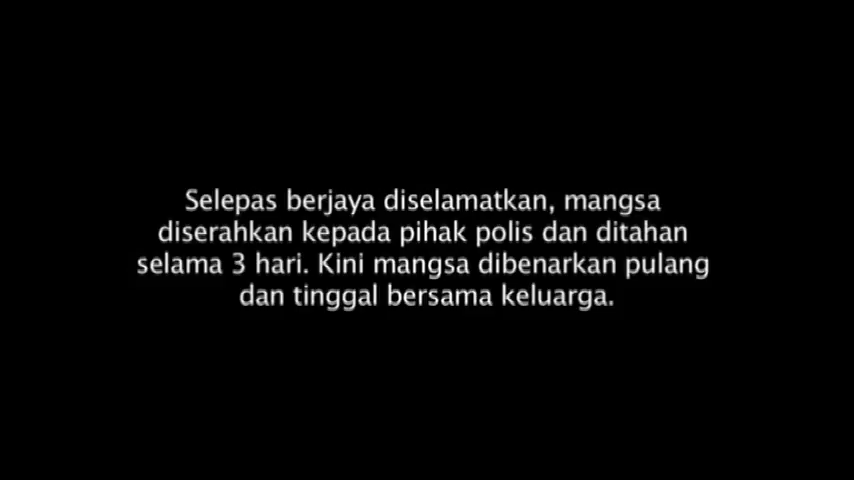 Selepas berjaya diselamatkan, mangsa
diserahkan kepada pihak polis dan ditahan
selama 3 hari. Kini mangsa dibenarkan pulang
dan tinggal bersama keluarga.